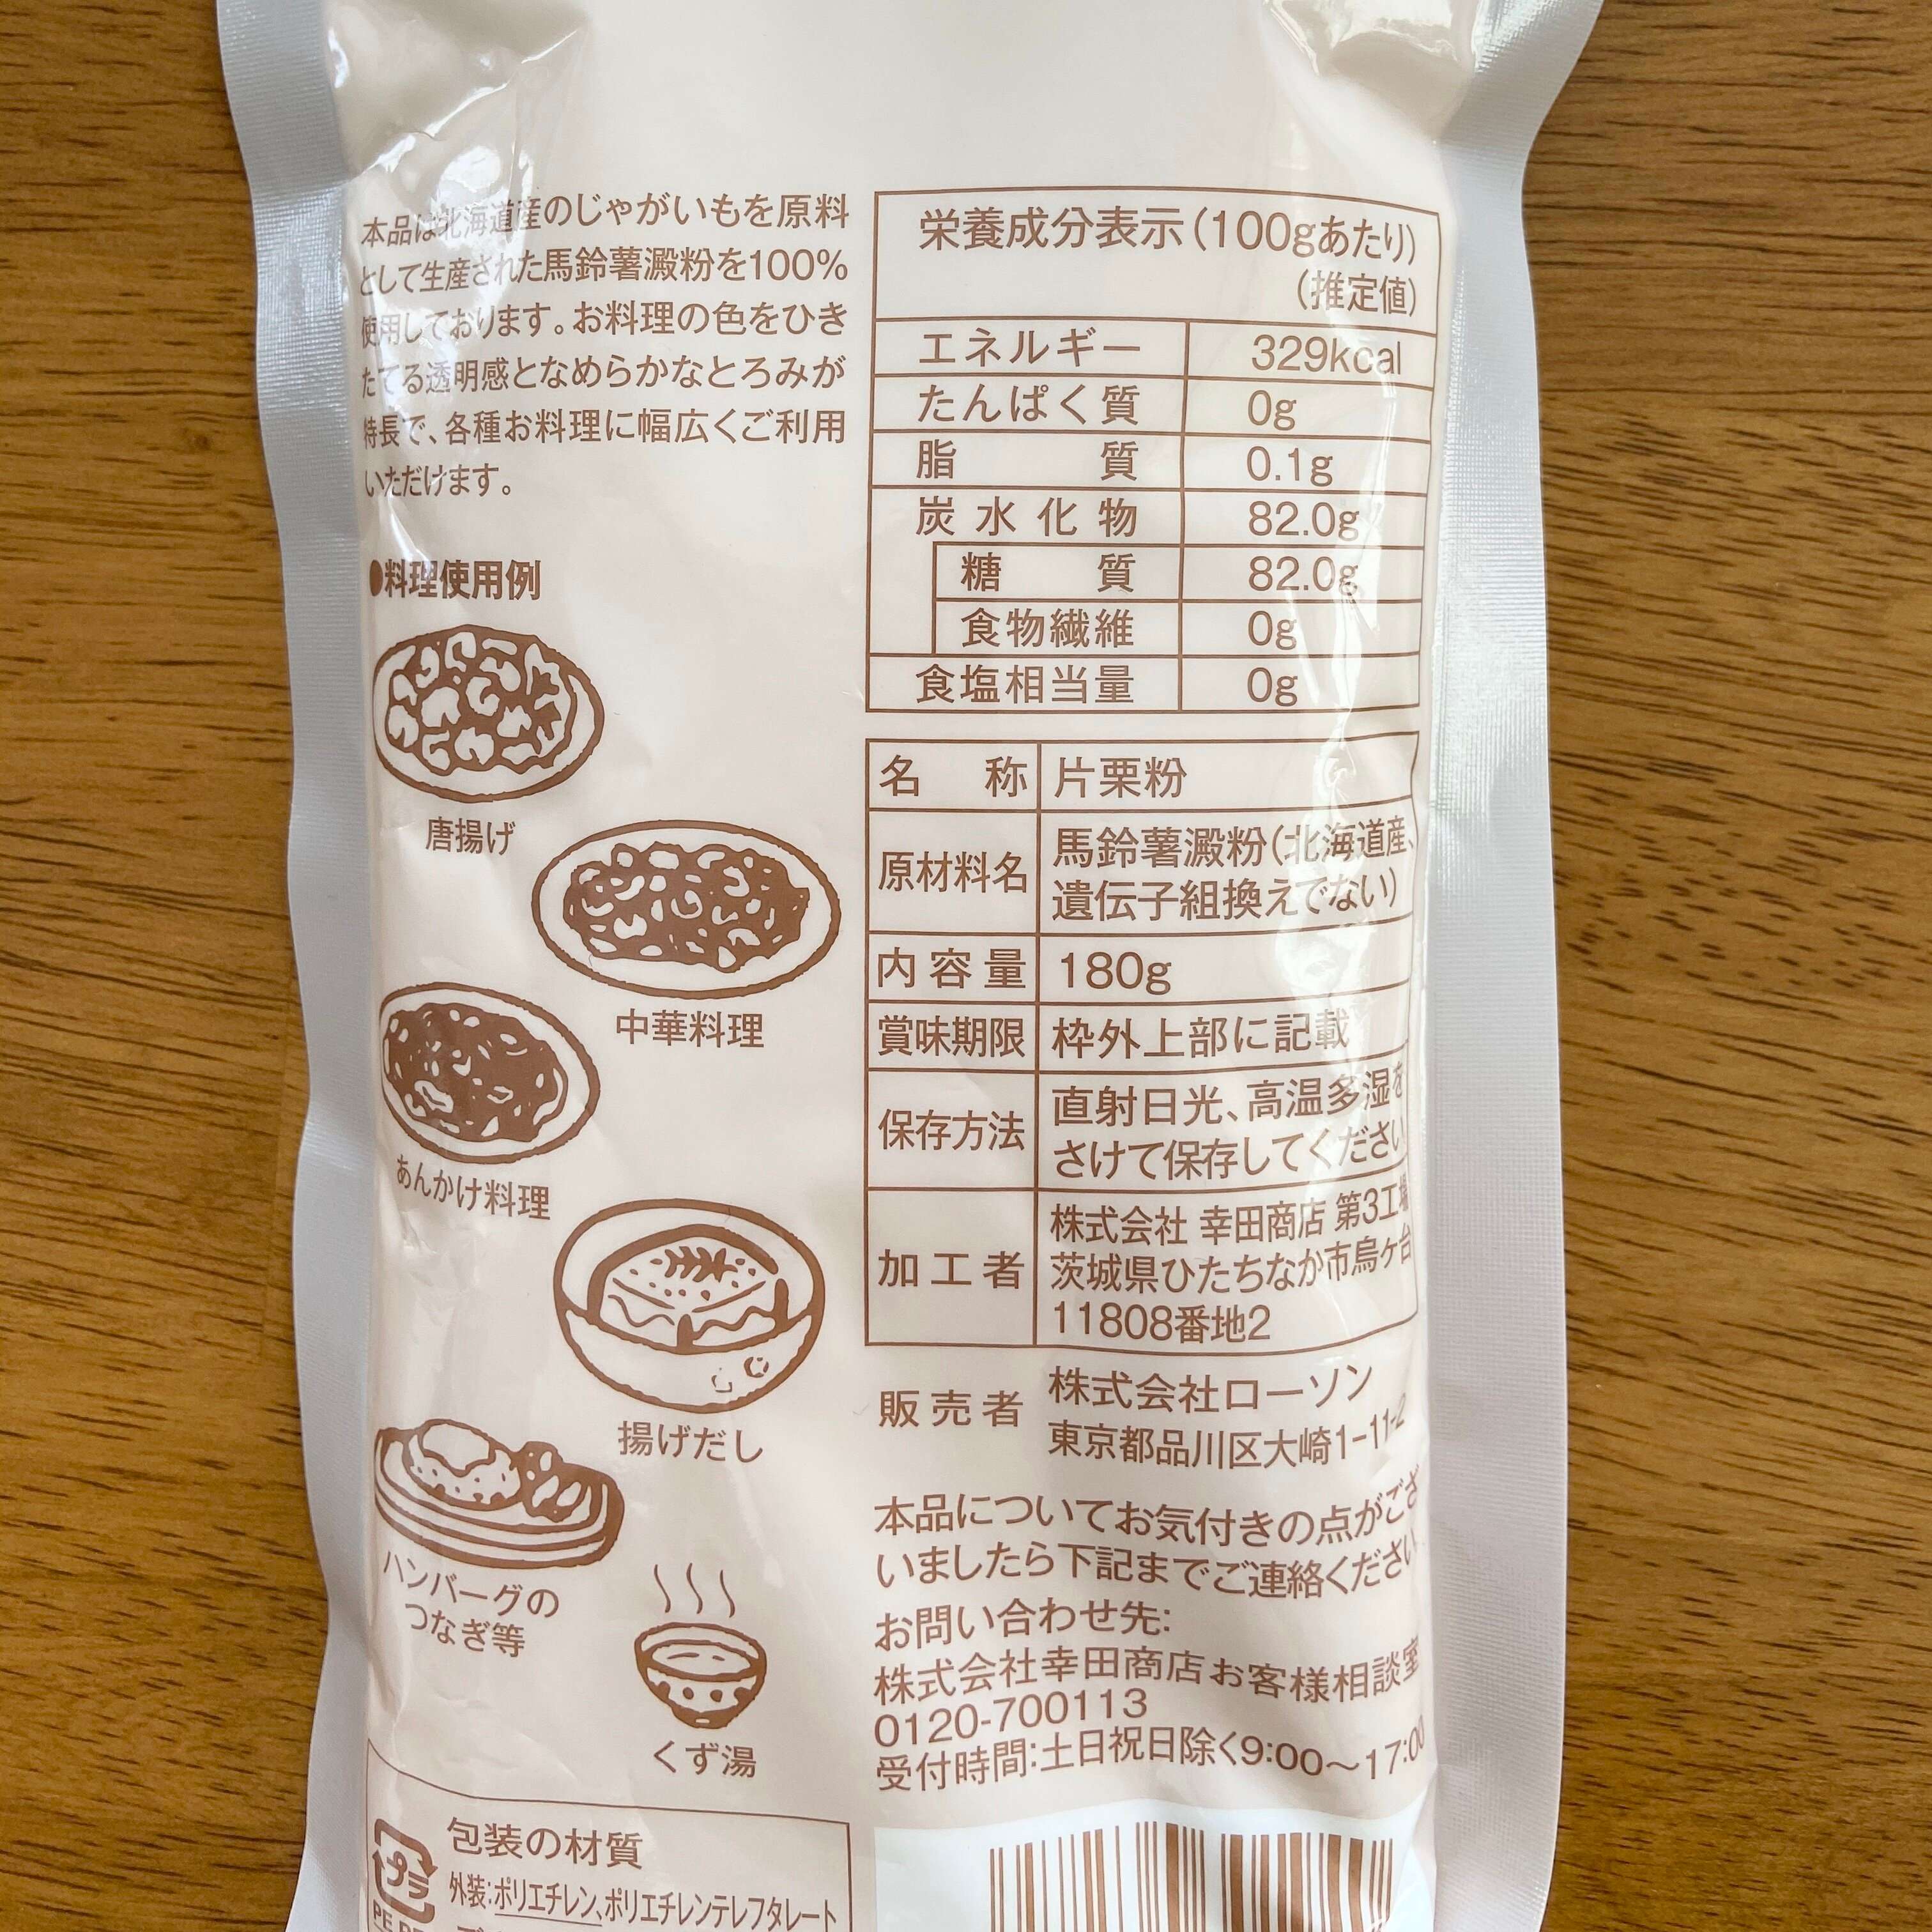 本品は北海道産のじゃがいもを原料
として生産された馬鈴薯澱粉を100%
使用しております。お料理の色をひき
たてる透明感となめらかなとろみが
特長で、各種お料理に幅広くご利用
いただけます。
●料理使用例
唐揚げ
中華料理
あんかけ料理
揚げだし
ハンバーグの
つなぎ等
くず湯
包装の材質
プラ
外装:ポリエチレン、ポリエチレンテレフタレート
栄養成分表示(100gあたり)
(推定値)
エネルギー 329kcal
たんぱく質 0g
脂質 0.1g
炭水化物 82.0g
糖質 82.0g
食物繊維 0g
食塩相当量 0g
名称 片栗粉
原材料名 馬鈴薯澱粉(北海道産、
遺伝子組換えでない)
内容量 180g
賞味期限 枠外上部に記載
保存方法 直射日光、高温多湿を
さけて保存してください
加工者 株式会社 幸田商店 第3工場
茨城県ひたちなか市烏ヶ台
11808番地2
販売者 株式会社ローソン
東京都品川区大崎1-11-2
本品についてお気付きの点がござ
いましたら下記までご連絡ください
お問い合わせ先:
株式会社幸田商店お客様相談室
0120-700113
受付時間:土日祝日除く9:00〜17:00